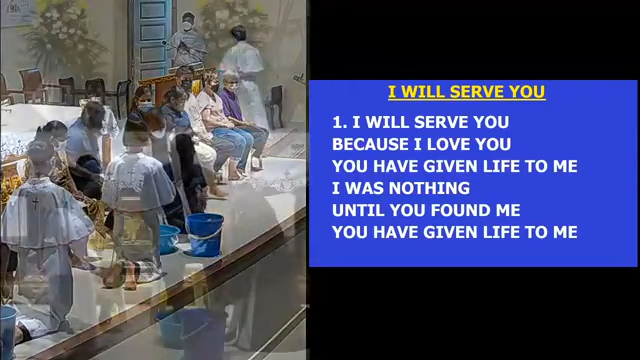 I WILL SERVE YOU
1. I WILL SERVE YOU
BECAUSE I LOVE YOU
YOU HAVE GIVEN LIFE TO ME
I WAS NOTHING
UNTIL YOU FOUND ME
YOU HAVE GIVEN LIFE TO ME